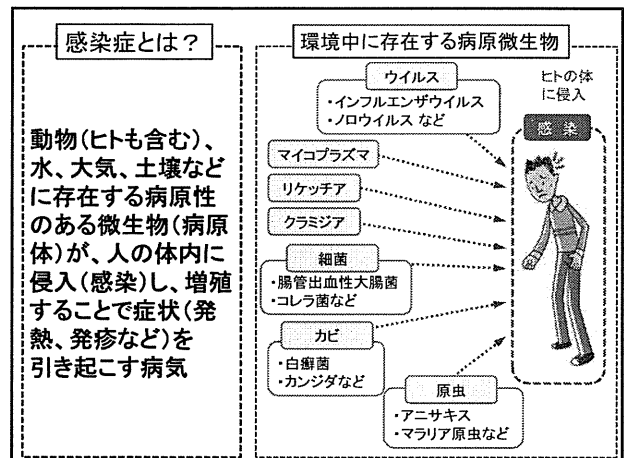 感染症とは?
動物(ヒトも含む)、
水、大気、土壌など
に存在する病原性
のある微生物(病原
体)が、人の体内に
侵入(感染)し、増殖
することで症状(発
熱、発疹など)を
引き起こす病気
環境中に存在する病原微生物
ウイルス
・インフルエンザウイルス
・ノロウイルス など
マイコプラズマ
リケッチア
クラミジア
細菌
・腸管出血性大腸菌
・コレラ菌など
カビ
・白癬菌
・カンジダなど
原虫
・アニサキス
・マラリア原虫など
ヒトの体
に侵入
感 染